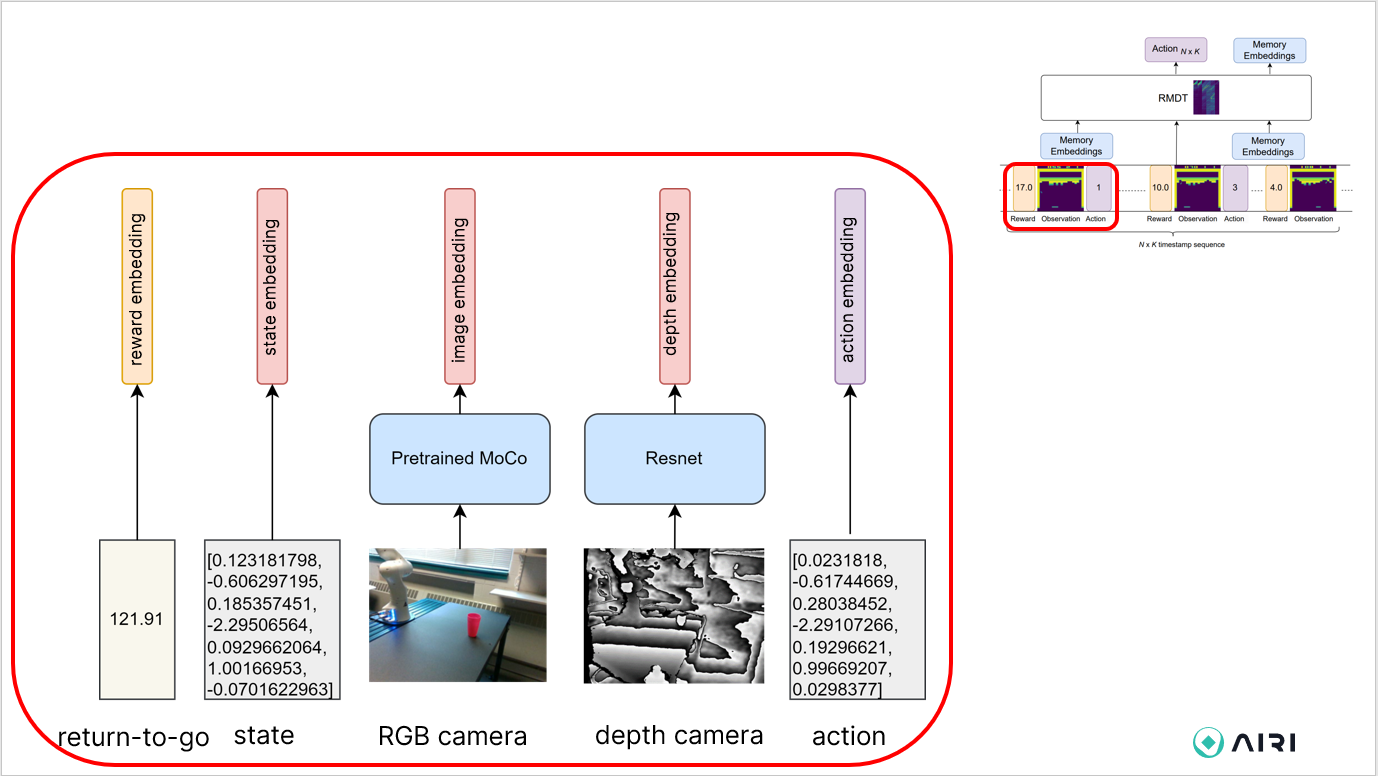 Action N x K
Memory
Embeddings
RMDT
Memory
Embeddings
Memory
Embeddings
17.0
1
10.0
3
4.0
Reward
Observation
Action
Reward
Observation
Action
Reward
Observation
N x K timestamp sequence
reward embedding
state embedding
image embedding
depth embedding
action embedding
Pretrained MoCo
Resnet
121.91
[0.123181798,
-0.606297195,
0.185357451,
-2.29506564,
0.0929662064,
1.00166953,
-0.0701622963]
[0.0231818,
-0.61744669,
0.28038452,
-2.29107266,
0.19296621,
0.99669207,
0.0298377]
return-to-go
state
RGB camera
depth camera
action
AIRI